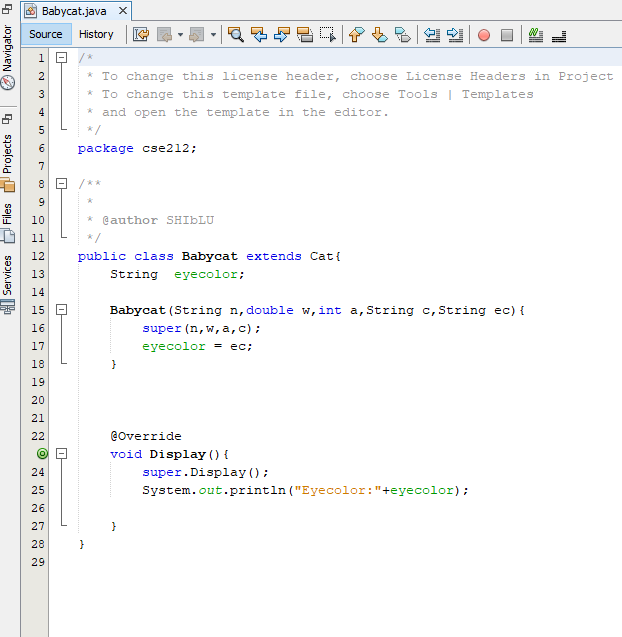 Babycat.java
Source History
Navigator
Projects
Files
Services
1 /*
2 * To change this license header, choose License Headers in Project
3 * To change this template file, choose Tools | Templates
4 * and open the template in the editor.
5 */
6 package cse212;
7
8 /**
9 *
10 * @author SHIbLU
11 */
12 public class Babycat extends Cat{
13 String  eyecolor;
14
15 Babycat(String n,double w,int a,String c,String ec){
16 super(n,w,a,c);
17 eyecolor = ec;
18 }
19
20
21
22 @Override
void Display(){
24 super.Display();
25 System.out.println("Eyecolor:"+eyecolor);
26
27 }
28 }
29